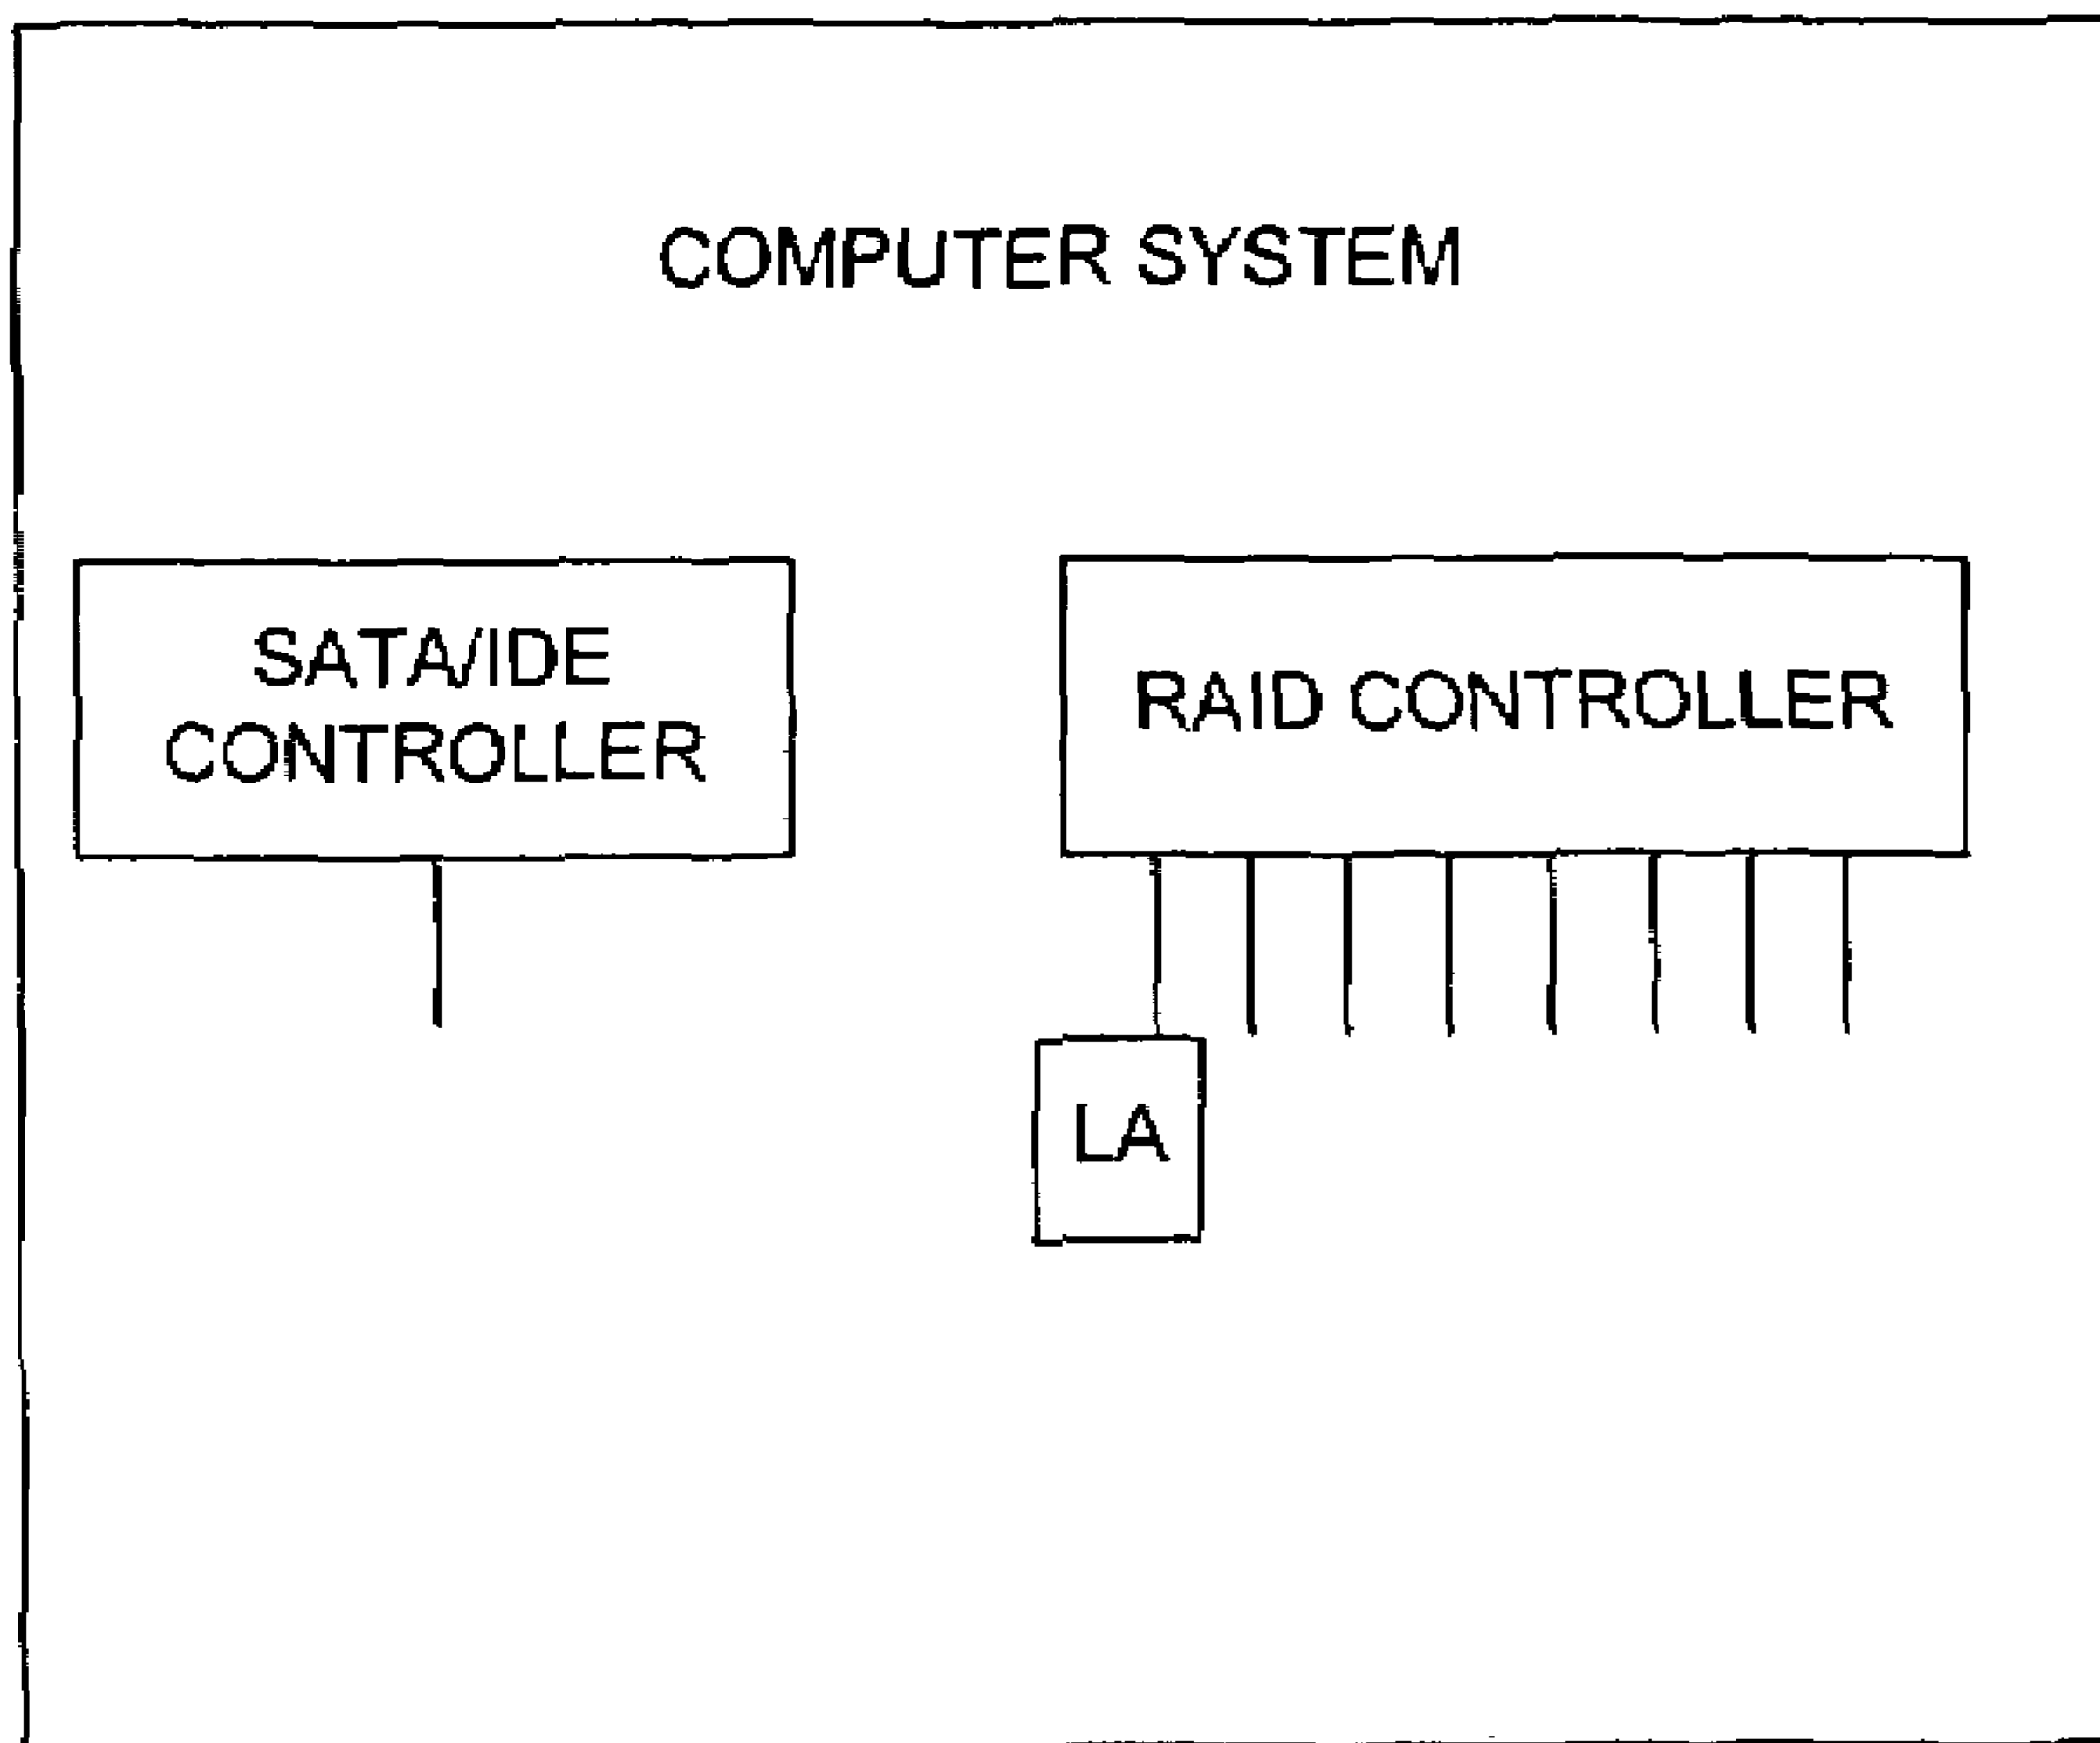 COMPUTER SYSTEM
SATA/IDE
CONTROLLER
RAID CONTROLLER
LA